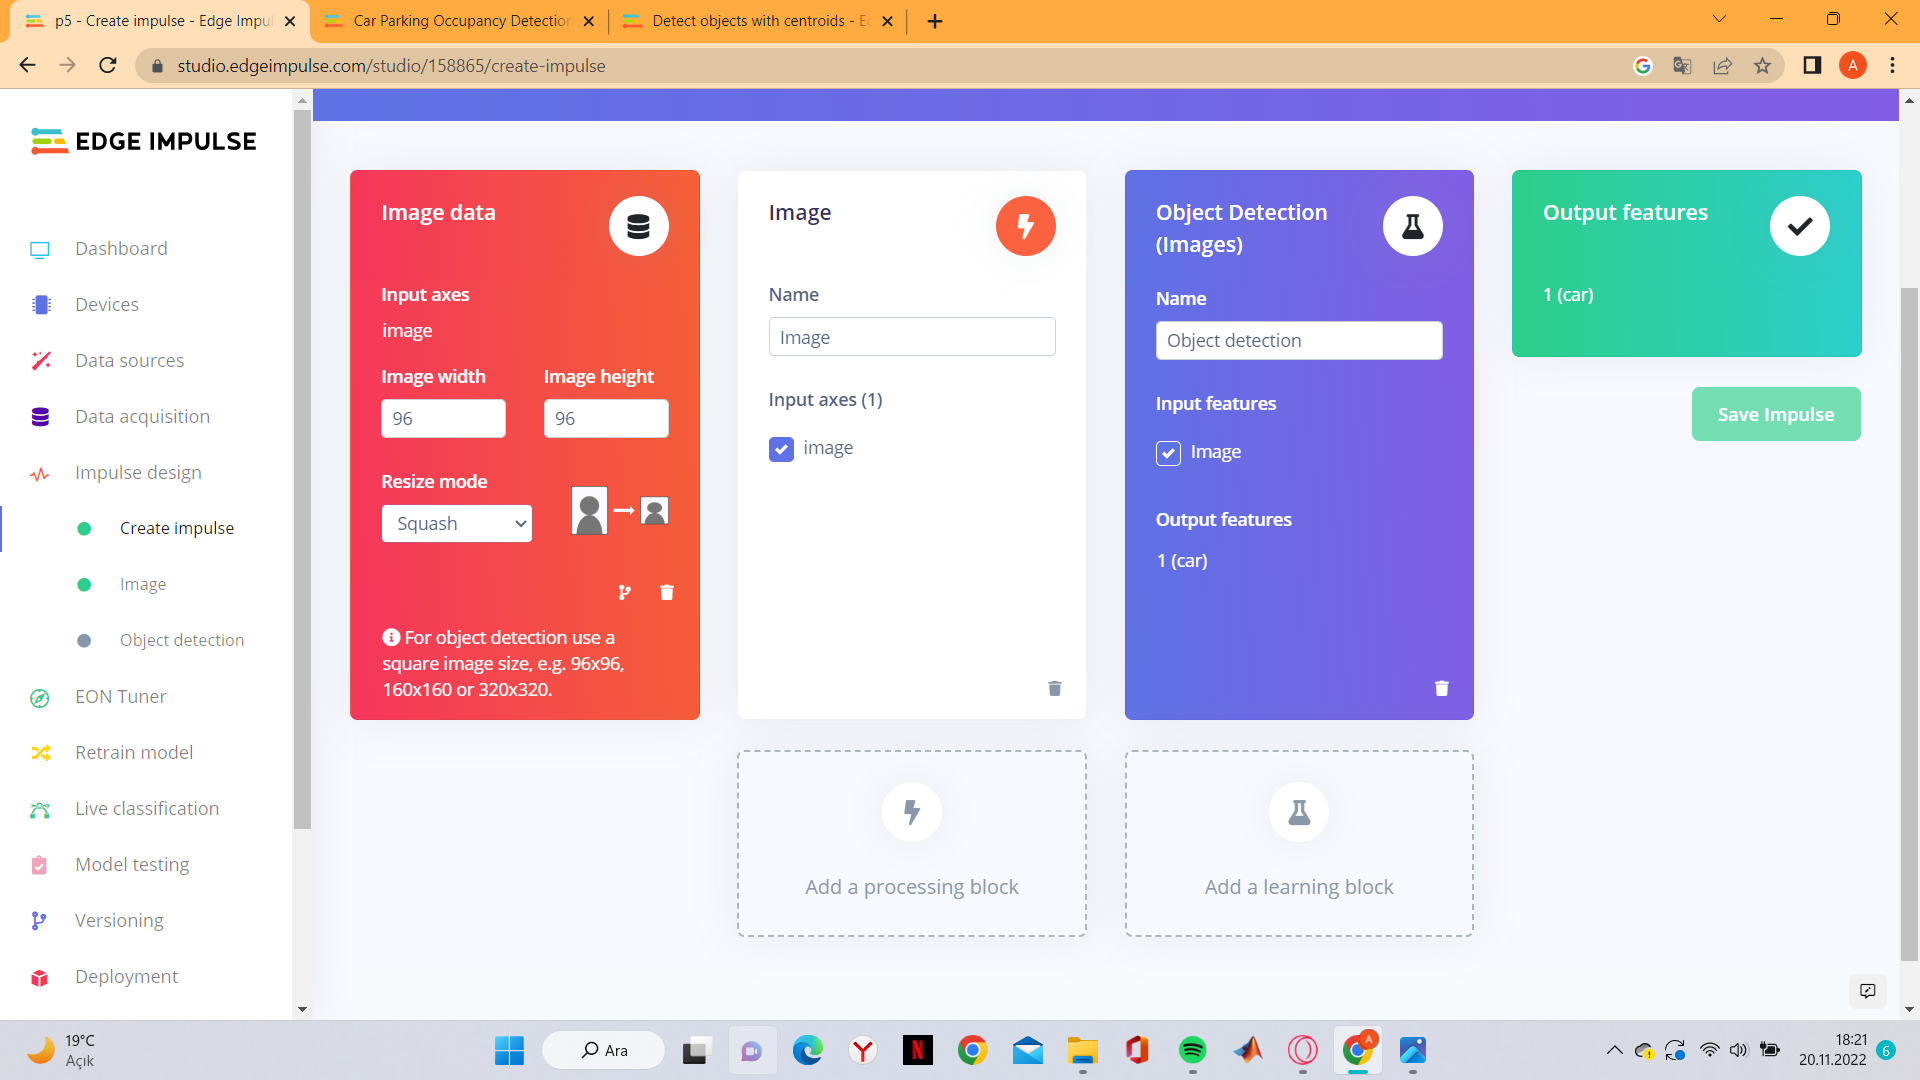 p5 - Create impulse - Edge Impul
Car Parking Occupancy Detection
Detect objects with centroids - E
studio.edgeimpulse.com/studio/158865/create-impulse
A
EDGE IMPULSE
Dashboard
Devices
Data sources
Data acquisition
Impulse design
Create impulse
Image
Object detection
EON Tuner
Retrain model
Live classification
Model testing
Versioning
Deployment
Image data
Input axes
image
Image width
Image height
96
96
Resize mode
Squash
For object detection use a
square image size, e.g. 96x96,
160x160 or 320x320.
Image
Name
Image
Input axes (1)
image
Object Detection
(Images)
Name
Object detection
Input features
Image
Output features
1 (car)
Output features
1 (car)
Save Impulse
Add a processing block
Add a learning block
19°C
Açık
Ara
A
18:21
20.11.2022
6